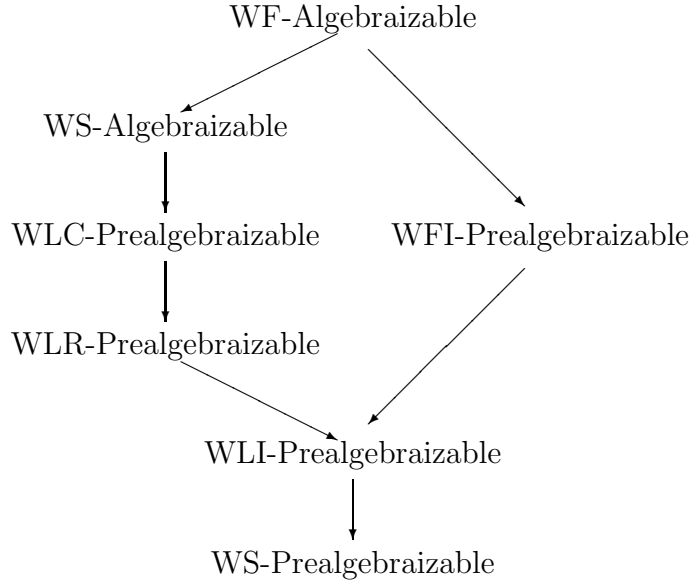 WF-Algebraizable
WS-Algebraizable
WLC-Prealgebraizable
WFI-Prealgebraizable
WLR-Prealgebraizable
WLI-Prealgebraizable
WS-Prealgebraizable